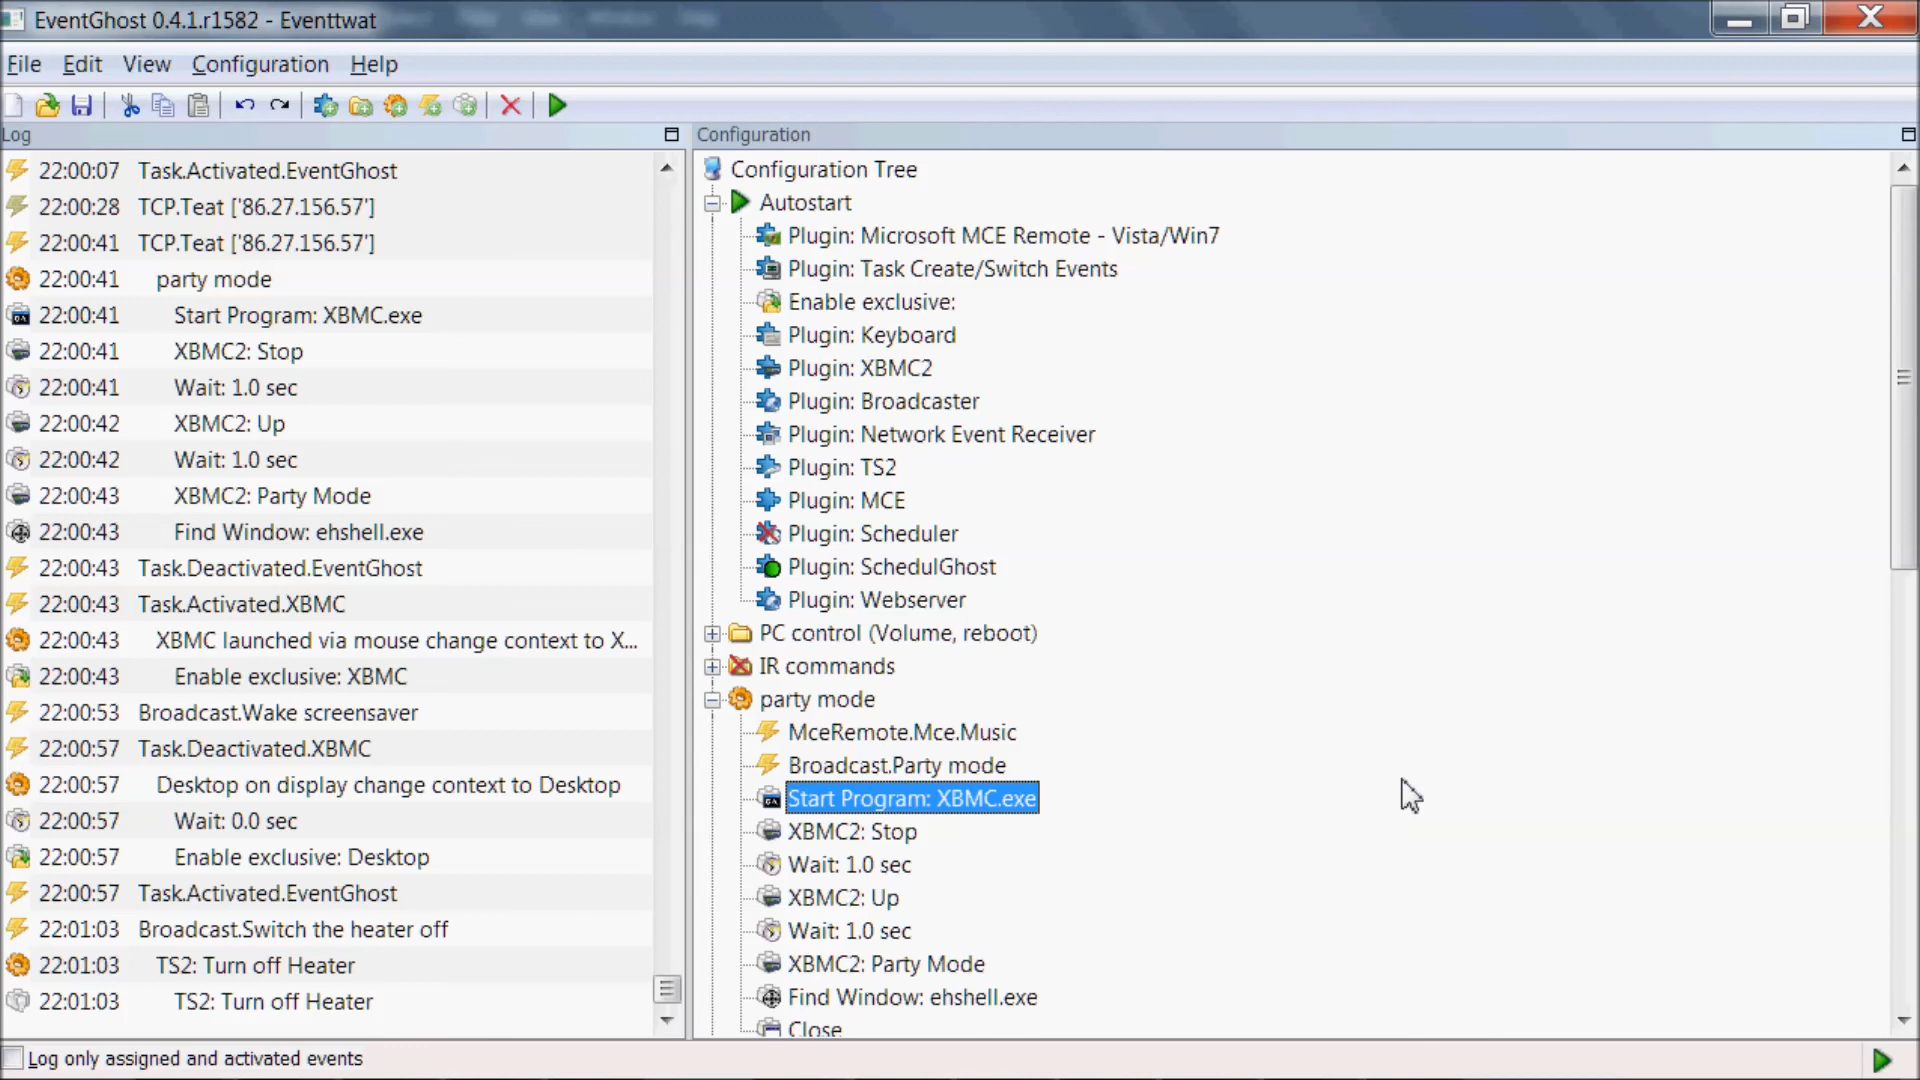 EventGhost 0.4.1.r1582 - Eventtwat
File Edit View Configuration Help
Log
22:00:07 Task.Activated.EventGhost
22:00:28 TCP.Teat ['86.27.156.57']
22:00:41 TCP.Teat ['86.27.156.57']
22:00:41 party mode
22:00:41 Start Program: XBMC.exe
22:00:41 XBMC2: Stop
22:00:41 Wait: 1.0 sec
22:00:42 XBMC2: Up
22:00:42 Wait: 1.0 sec
22:00:43 XBMC2: Party Mode
22:00:43 Find Window: ehshell.exe
22:00:43 Task.Deactivated.EventGhost
22:00:43 Task.Activated.XBMC
22:00:43 XBMC launched via mouse change context to X...
22:00:43 Enable exclusive: XBMC
22:00:53 Broadcast.Wake screensaver
22:00:57 Task.Deactivated.XBMC
22:00:57 Desktop on display change context to Desktop
22:00:57 Wait: 0.0 sec
22:00:57 Enable exclusive: Desktop
22:00:57 Task.Activated.EventGhost
22:01:03 Broadcast.Switch the heater off
22:01:03 TS2: Turn off Heater
22:01:03 TS2: Turn off Heater
Configuration
Configuration Tree
Autostart
Plugin: Microsoft MCE Remote - Vista/Win7
Plugin: Task Create/Switch Events
Enable exclusive:
Plugin: Keyboard
Plugin: XBMC2
Plugin: Broadcaster
Plugin: Network Event Receiver
Plugin: TS2
Plugin: MCE
Plugin: Scheduler
Plugin: SchedulGhost
Plugin: Webserver
PC control (Volume, reboot)
IR commands
party mode
MceRemote.Mce.Music
Broadcast.Party mode
Start Program: XBMC.exe
XBMC2: Stop
Wait: 1.0 sec
XBMC2: Up
Wait: 1.0 sec
XBMC2: Party Mode
Find Window: ehshell.exe
Close
Log only assigned and activated events